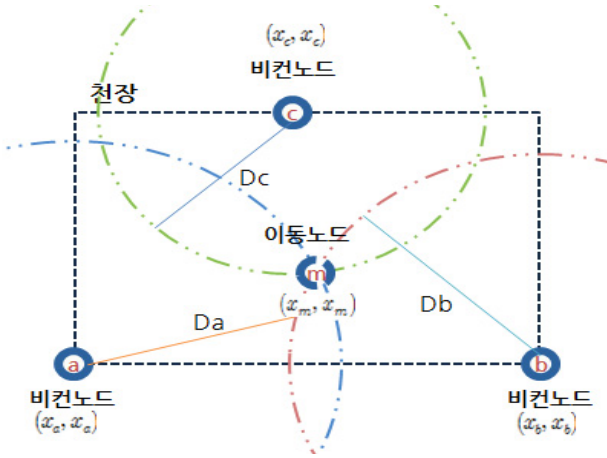 (x_c, x_c)
비컨노드
천장
c
Dc
이동노드
m
(x_m, x_m)
Da
Db
a
b
비컨노드
(x_a, x_a)
비컨노드
(x_b, x_b)